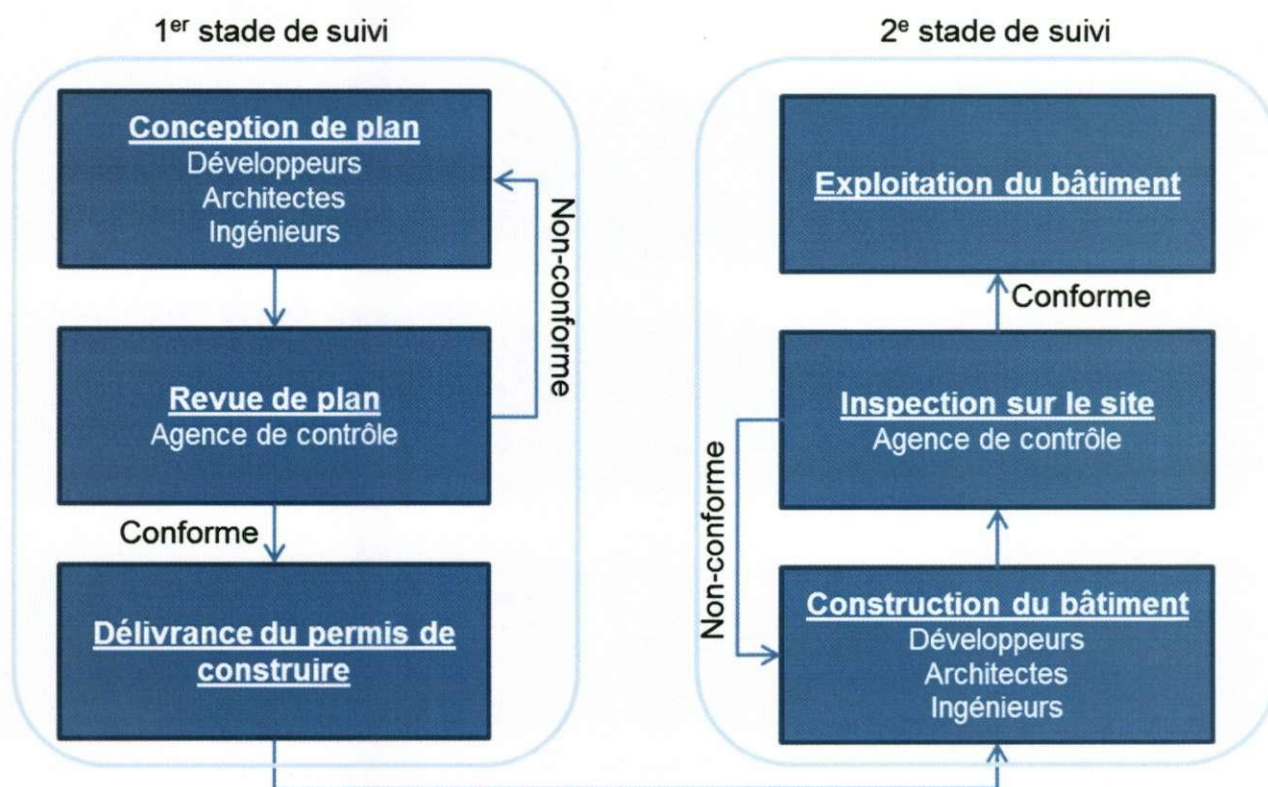 1er stade de suivi
Conception de plan
Développeurs
Architectes
Ingénieurs
Non-conforme
Revue de plan
Agence de contrôle
Conforme
Délivrance du permis de
construire
2e stade de suivi
Exploitation du bâtiment
Conforme
Inspection sur le site
Agence de contrôle
Non-conforme
Construction du bâtiment
Développeurs
Architectes
Ingénieurs